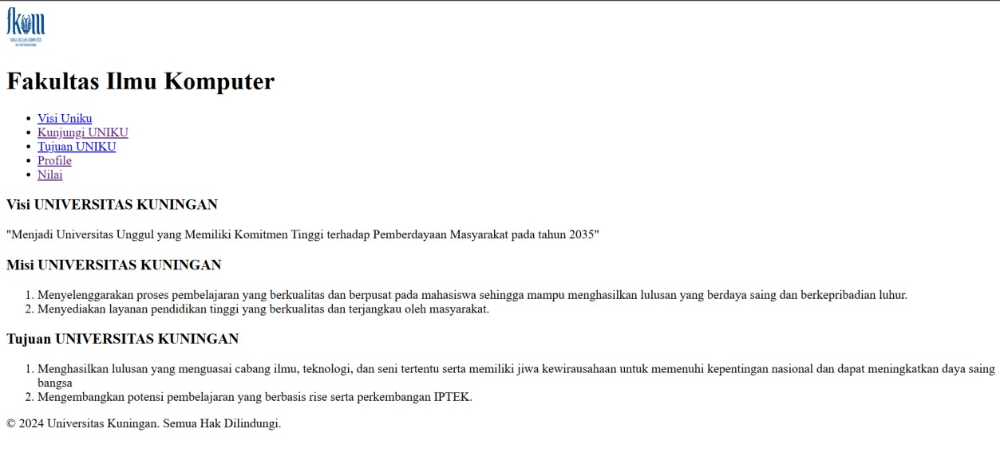 fkom
FAKULTAS ILMU KOMPUTER
Fakultas Ilmu Komputer
Visi Uniku
Kunjungi UNIKU
Tujuan UNIKU
Profile
Nilai
Visi UNIVERSITAS KUNINGAN
"Menjadi Universitas Unggul yang Memiliki Komitmen Tinggi terhadap Pemberdayaan Masyarakat pada tahun 2035"
Misi UNIVERSITAS KUNINGAN
1. Menyelenggarakan proses pembelajaran yang berkualitas dan berpusat pada mahasiswa sehingga mampu menghasilkan lulusan yang berdaya saing dan berkepribadian luhur.
2. Menyediakan layanan pendidikan tinggi yang berkualitas dan terjangkau oleh masyarakat.
Tujuan UNIVERSITAS KUNINGAN
1. Menghasilkan lulusan yang menguasai cabang ilmu, teknologi, dan seni tertentu serta memiliki jiwa kewirausahaan untuk memenuhi kepentingan nasional dan dapat meningkatkan daya saing
bangsa
2. Mengembangkan potensi pembelajaran yang berbasis rise serta perkembangan IPTEK.
© 2024 Universitas Kuningan. Semua Hak Dilindungi.